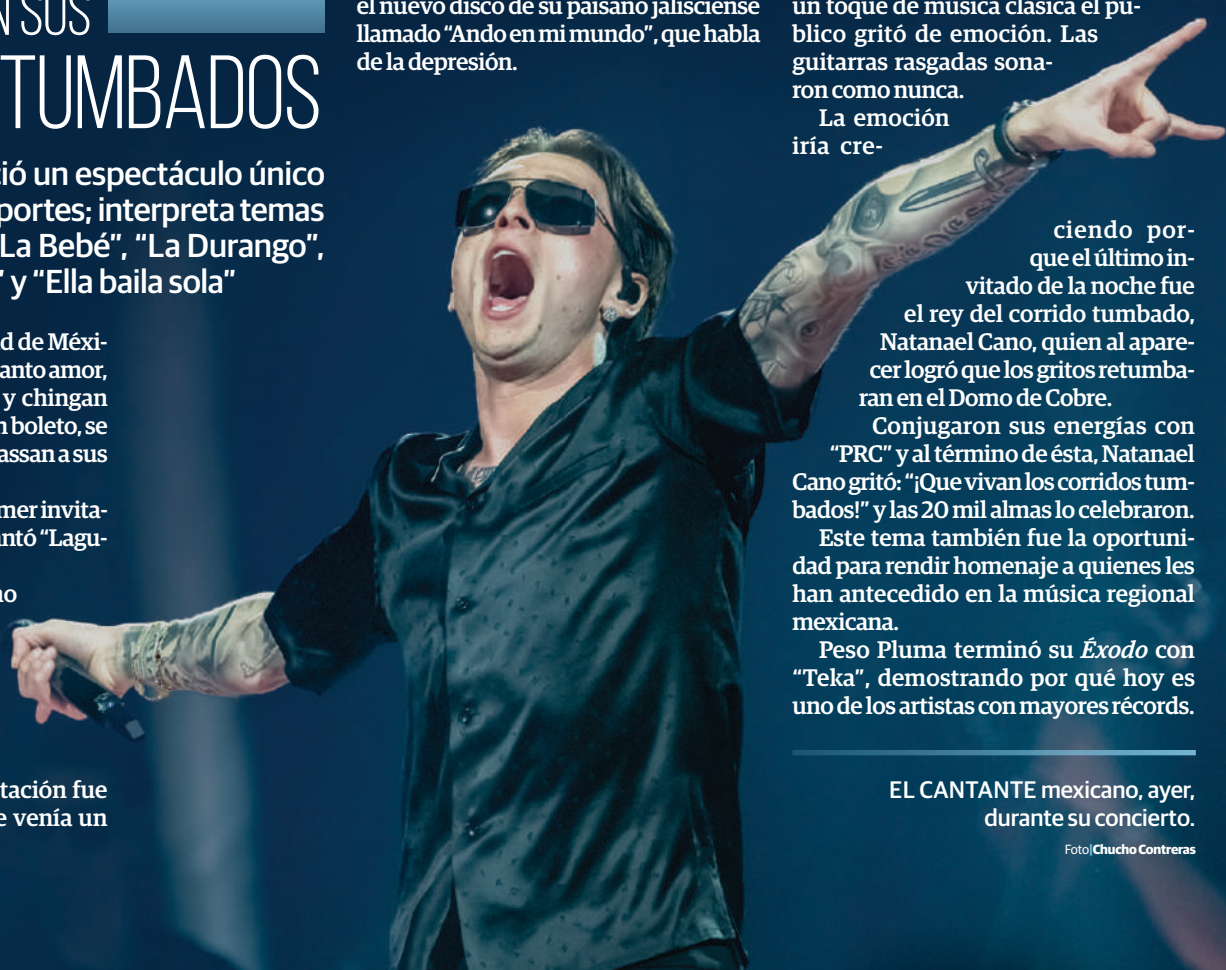 N SUS
TUMBADOS
ció un espectáculo único
portes; interpreta temas
La Bebé”, “La Durango”,
” y “Ella baila sola”
d de Méxi-
anto amor,
y chingan
n boleto, se
assan a sus
mer invita-
antó “Lagu-
no
tación fue
e venía un
el nuevo disco de su paisano jalisciense
llamado “Ando en mi mundo”, que habla
de la depresión.
un toque de música clásica el pú-
blico gritó de emoción. Las
guitarras rasgadas sona-
ron como nunca.
La emoción
iría cre-
ciendo por-
que el último in-
vitado de la noche fue
el rey del corrido tumbado,
Natanael Cano, quien al apare-
cer logró que los gritos retumba-
ran en el Domo de Cobre.
Conjugaron sus energías con
“PRC” y al término de ésta, Natanael
Cano gritó: “¡Que vivan los corridos tum-
bados!” y las 20 mil almas lo celebraron.
Este tema también fue la oportuni-
dad para rendir homenaje a quienes les
han antecedido en la música regional
mexicana.
Peso Pluma terminó su Éxodo con
“Teka”, demostrando por qué hoy es
uno de los artistas con mayores récords.
EL CANTANTE mexicano, ayer,
durante su concierto.
Foto|Chucho Contreras